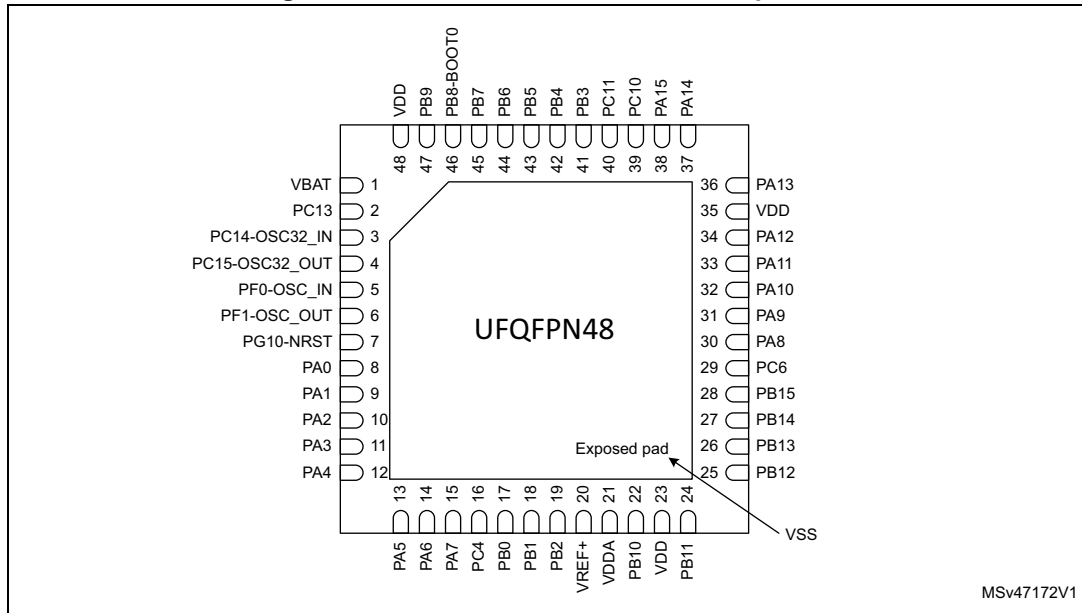 VDD
PB9
PB8-BOOT0
PB7
PB6
PB5
PB4
PB3
PC11
PC10
PA15
PA14
48
47
46
45
44
43
42
41
40
39
38
37
VBAT 1
PC13 2
PC14-OSC32_IN 3
PC15-OSC32_OUT 4
PF0-OSC_IN 5
PF1-OSC_OUT 6
PG10-NRST 7
PA0 8
PA1 9
PA2 10
PA3 11
PA4 12
UFQFPN48
Exposed pad
36 PA13
35 VDD
34 PA12
33 PA11
32 PA10
31 PA9
30 PA8
29 PC6
28 PB15
27 PB14
26 PB13
25 PB12
13
14
15
16
17
18
19
20
21
22
23
24
PA5
PA6
PA7
PC4
PB0
PB1
PB2
VREF+
VDDA
PB10
VDD
PB11
VSS
MSv47172V1